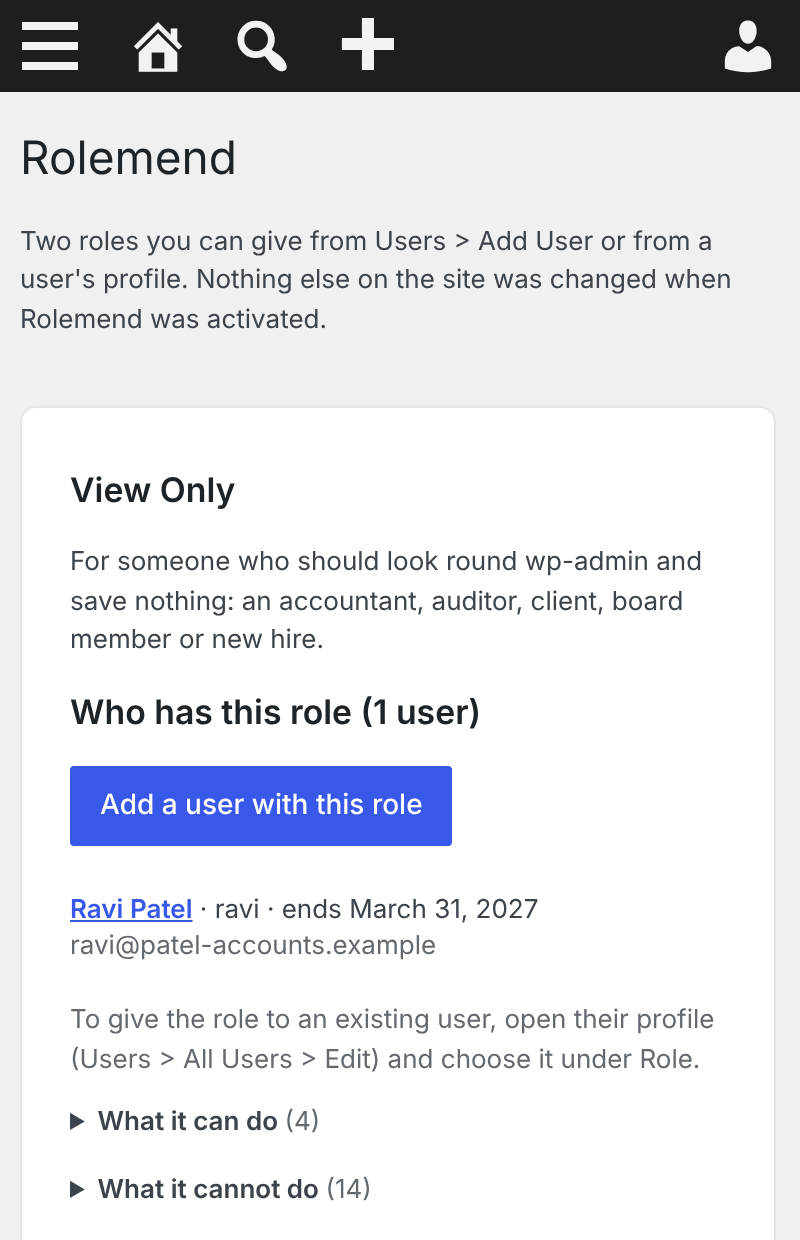 Rolemend
Two roles you can give from Users > Add User or from a
user's profile. Nothing else on the site was changed when
Rolemend was activated.
View Only
For someone who should look round wp-admin and
save nothing: an accountant, auditor, client, board
member or new hire.
Who has this role (1 user)
Add a user with this role
Ravi Patel · ravi · ends March 31, 2027
ravi@patel-accounts.example
To give the role to an existing user, open their profile
(Users > All Users > Edit) and choose it under Role.
What it can do (4)
What it cannot do (14)